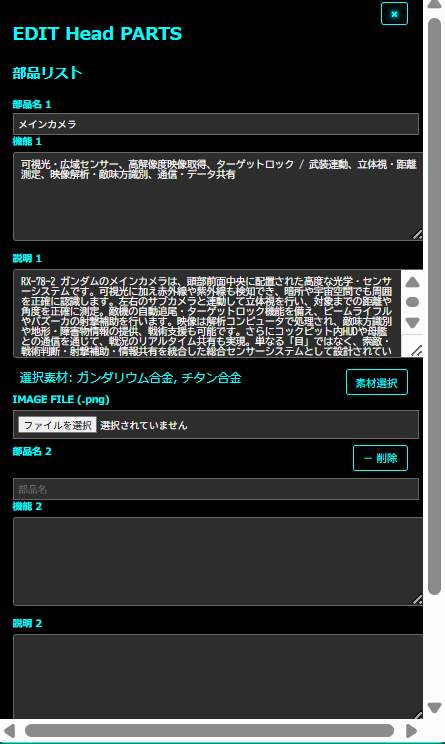 ×
EDIT Head PARTS
部品リスト
部品名 1
メインカメラ
機能 1
可視光・広域センサー、高解像度映像取得、ターゲットロック / 武装連動、立体視・距離
測定、映像解析・敵味方識別、通信・データ共有
説明 1
RX-78-2 ガンダムのメインカメラは、頭部前面中央に配置された高度な光学・センサ
ーシステムです。可視光に加え赤外線や紫外線も検知でき、暗所や宇宙空間でも周囲
を正確に認識します。左右のサブカメラと連動して立体視を行い、対象までの距離や
角度を正確に測定。敵機の自動追尾・ターゲットロック機能を備え、ビームライフル
やバズーカの射撃補助を行います。映像は解析コンピュータで処理され、敵味方識別
や地形・障害物情報の提供、戦術支援も可能です。さらにコックピット内HUDや母艦
との通信を通じて、戦況のリアルタイム共有も実現。単なる「目」ではなく、索敵・
戦術判断・射撃補助・情報共有を統合した総合センサーシステムとして設計されてい
選択素材: ガンダリウム合金, チタン合金
素材選択
IMAGE FILE (.png)
ファイルを選択 選択されていません
部品名 2
－ 削除
部品名
機能 2
説明 2